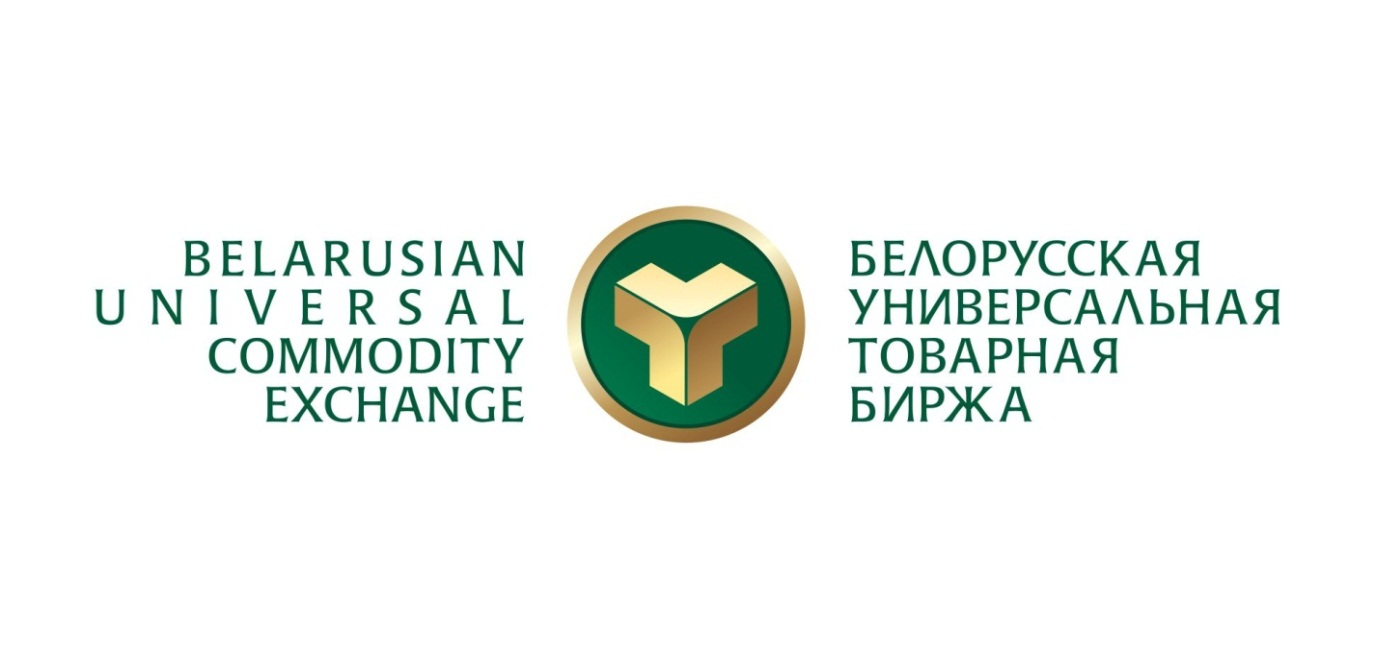 BELARUSIAN
UNIVERSAL
COMMODITY
EXCHANGE
БЕЛОРУССКАЯ
УНИВЕРСАЛЬНАЯ
ТОВАРНАЯ
БИРЖА